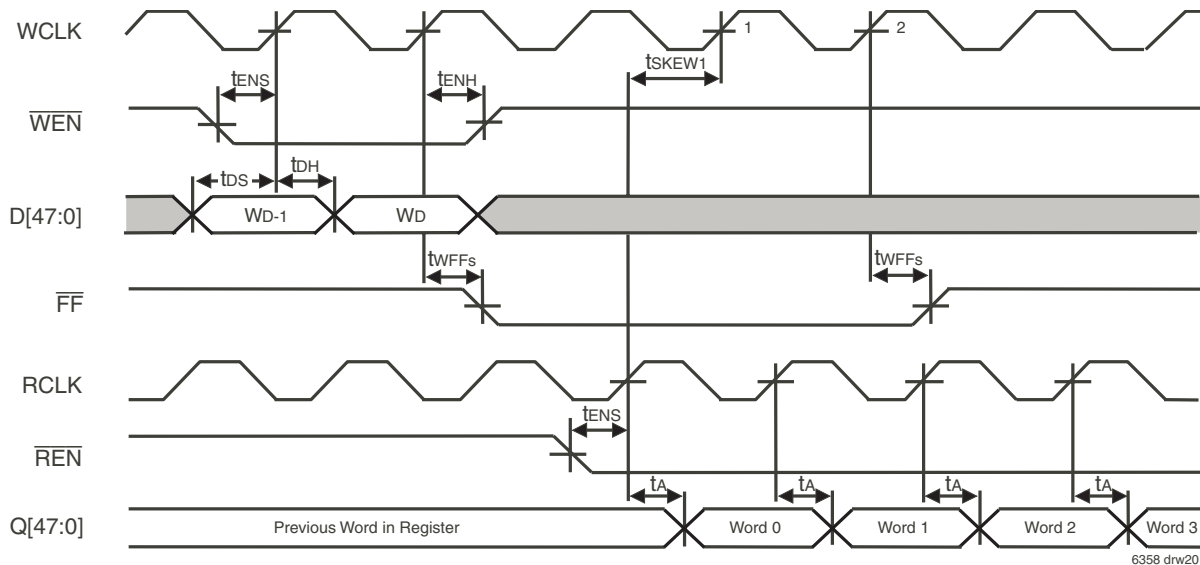 WCLK
1
2
tSKEW1
tENS
tENH
WEN
tDS
tDH
D[47:0]
WD-1
WD
tWFFs
tWFFs
FF
RCLK
tENS
REN
tA
tA
tA
tA
Q[47:0]
Previous Word in Register
Word 0
Word 1
Word 2
Word 3
6358 drw20